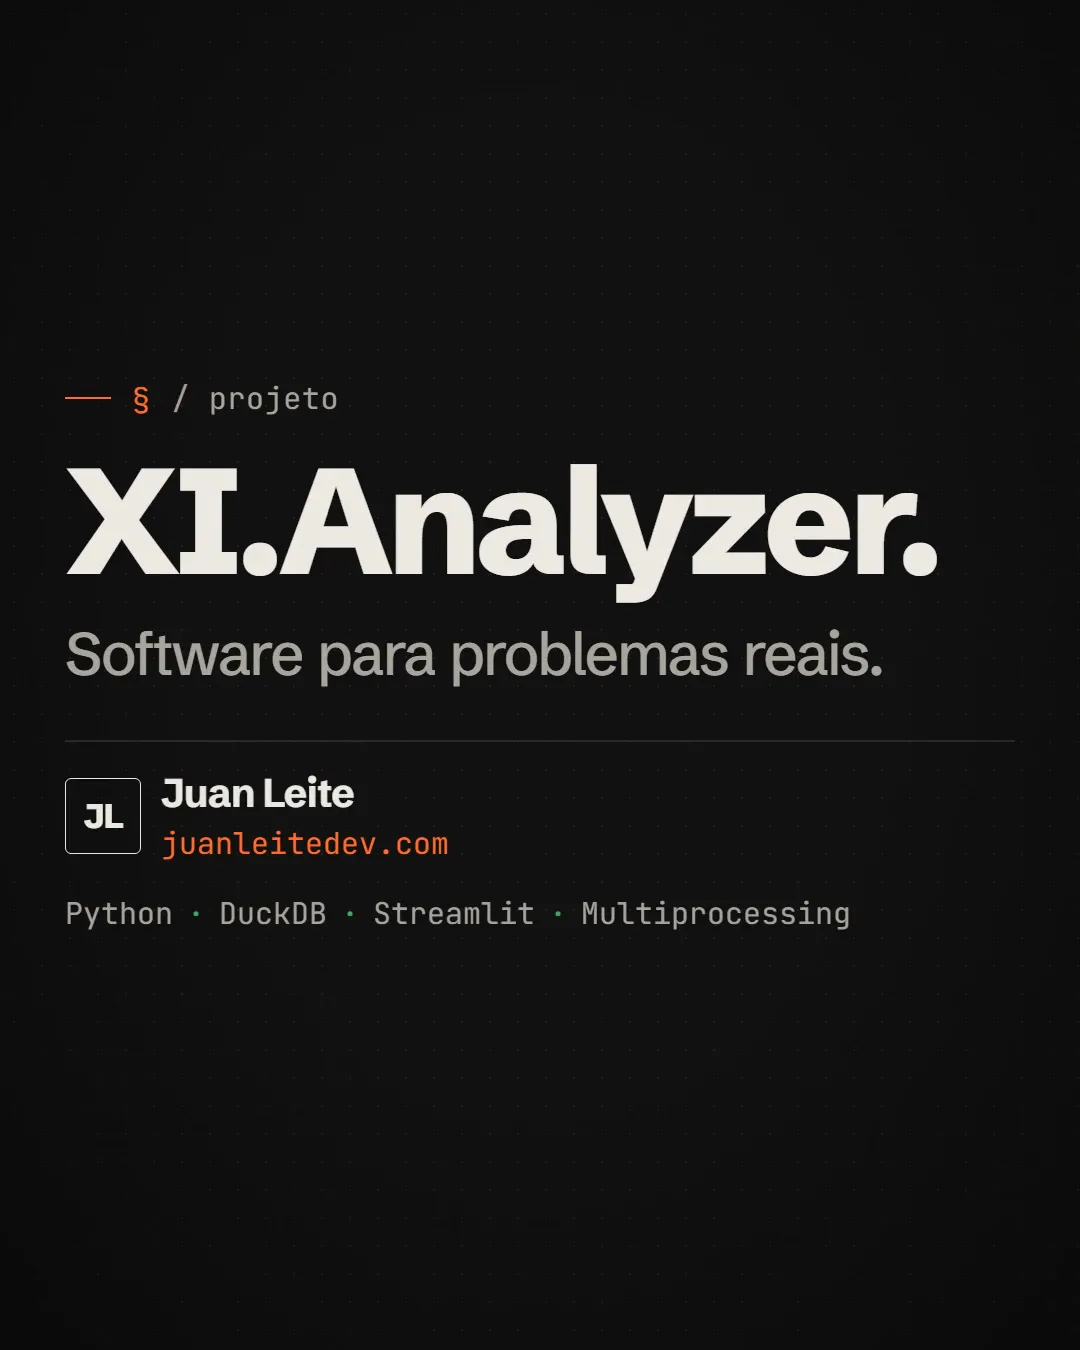 § / projeto
XI.Analyzer.
Software para problemas reais.
JL
Juan Leite
juanleitedev.com
Python · DuckDB · Streamlit · Multiprocessing